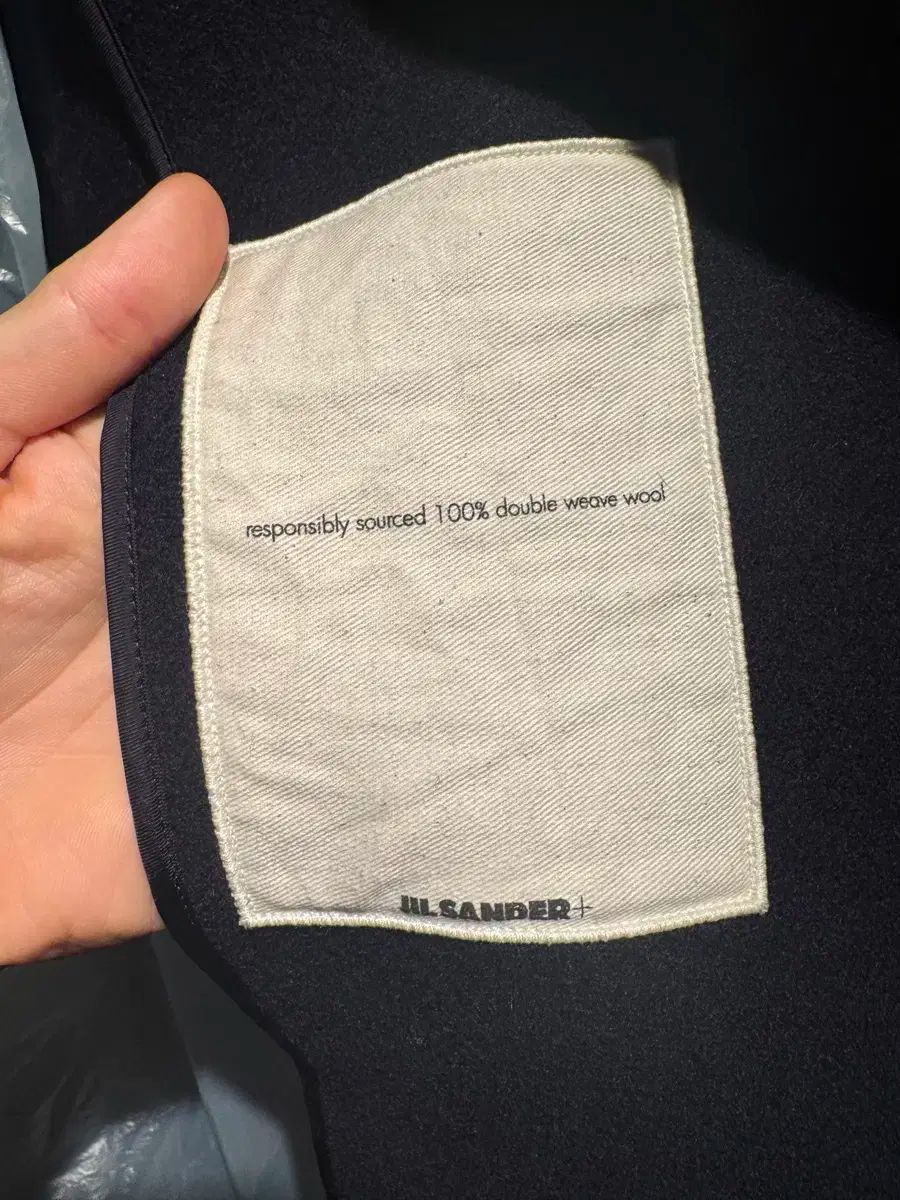 responsibly sourced 100% double weave wool
JIL SANDER+